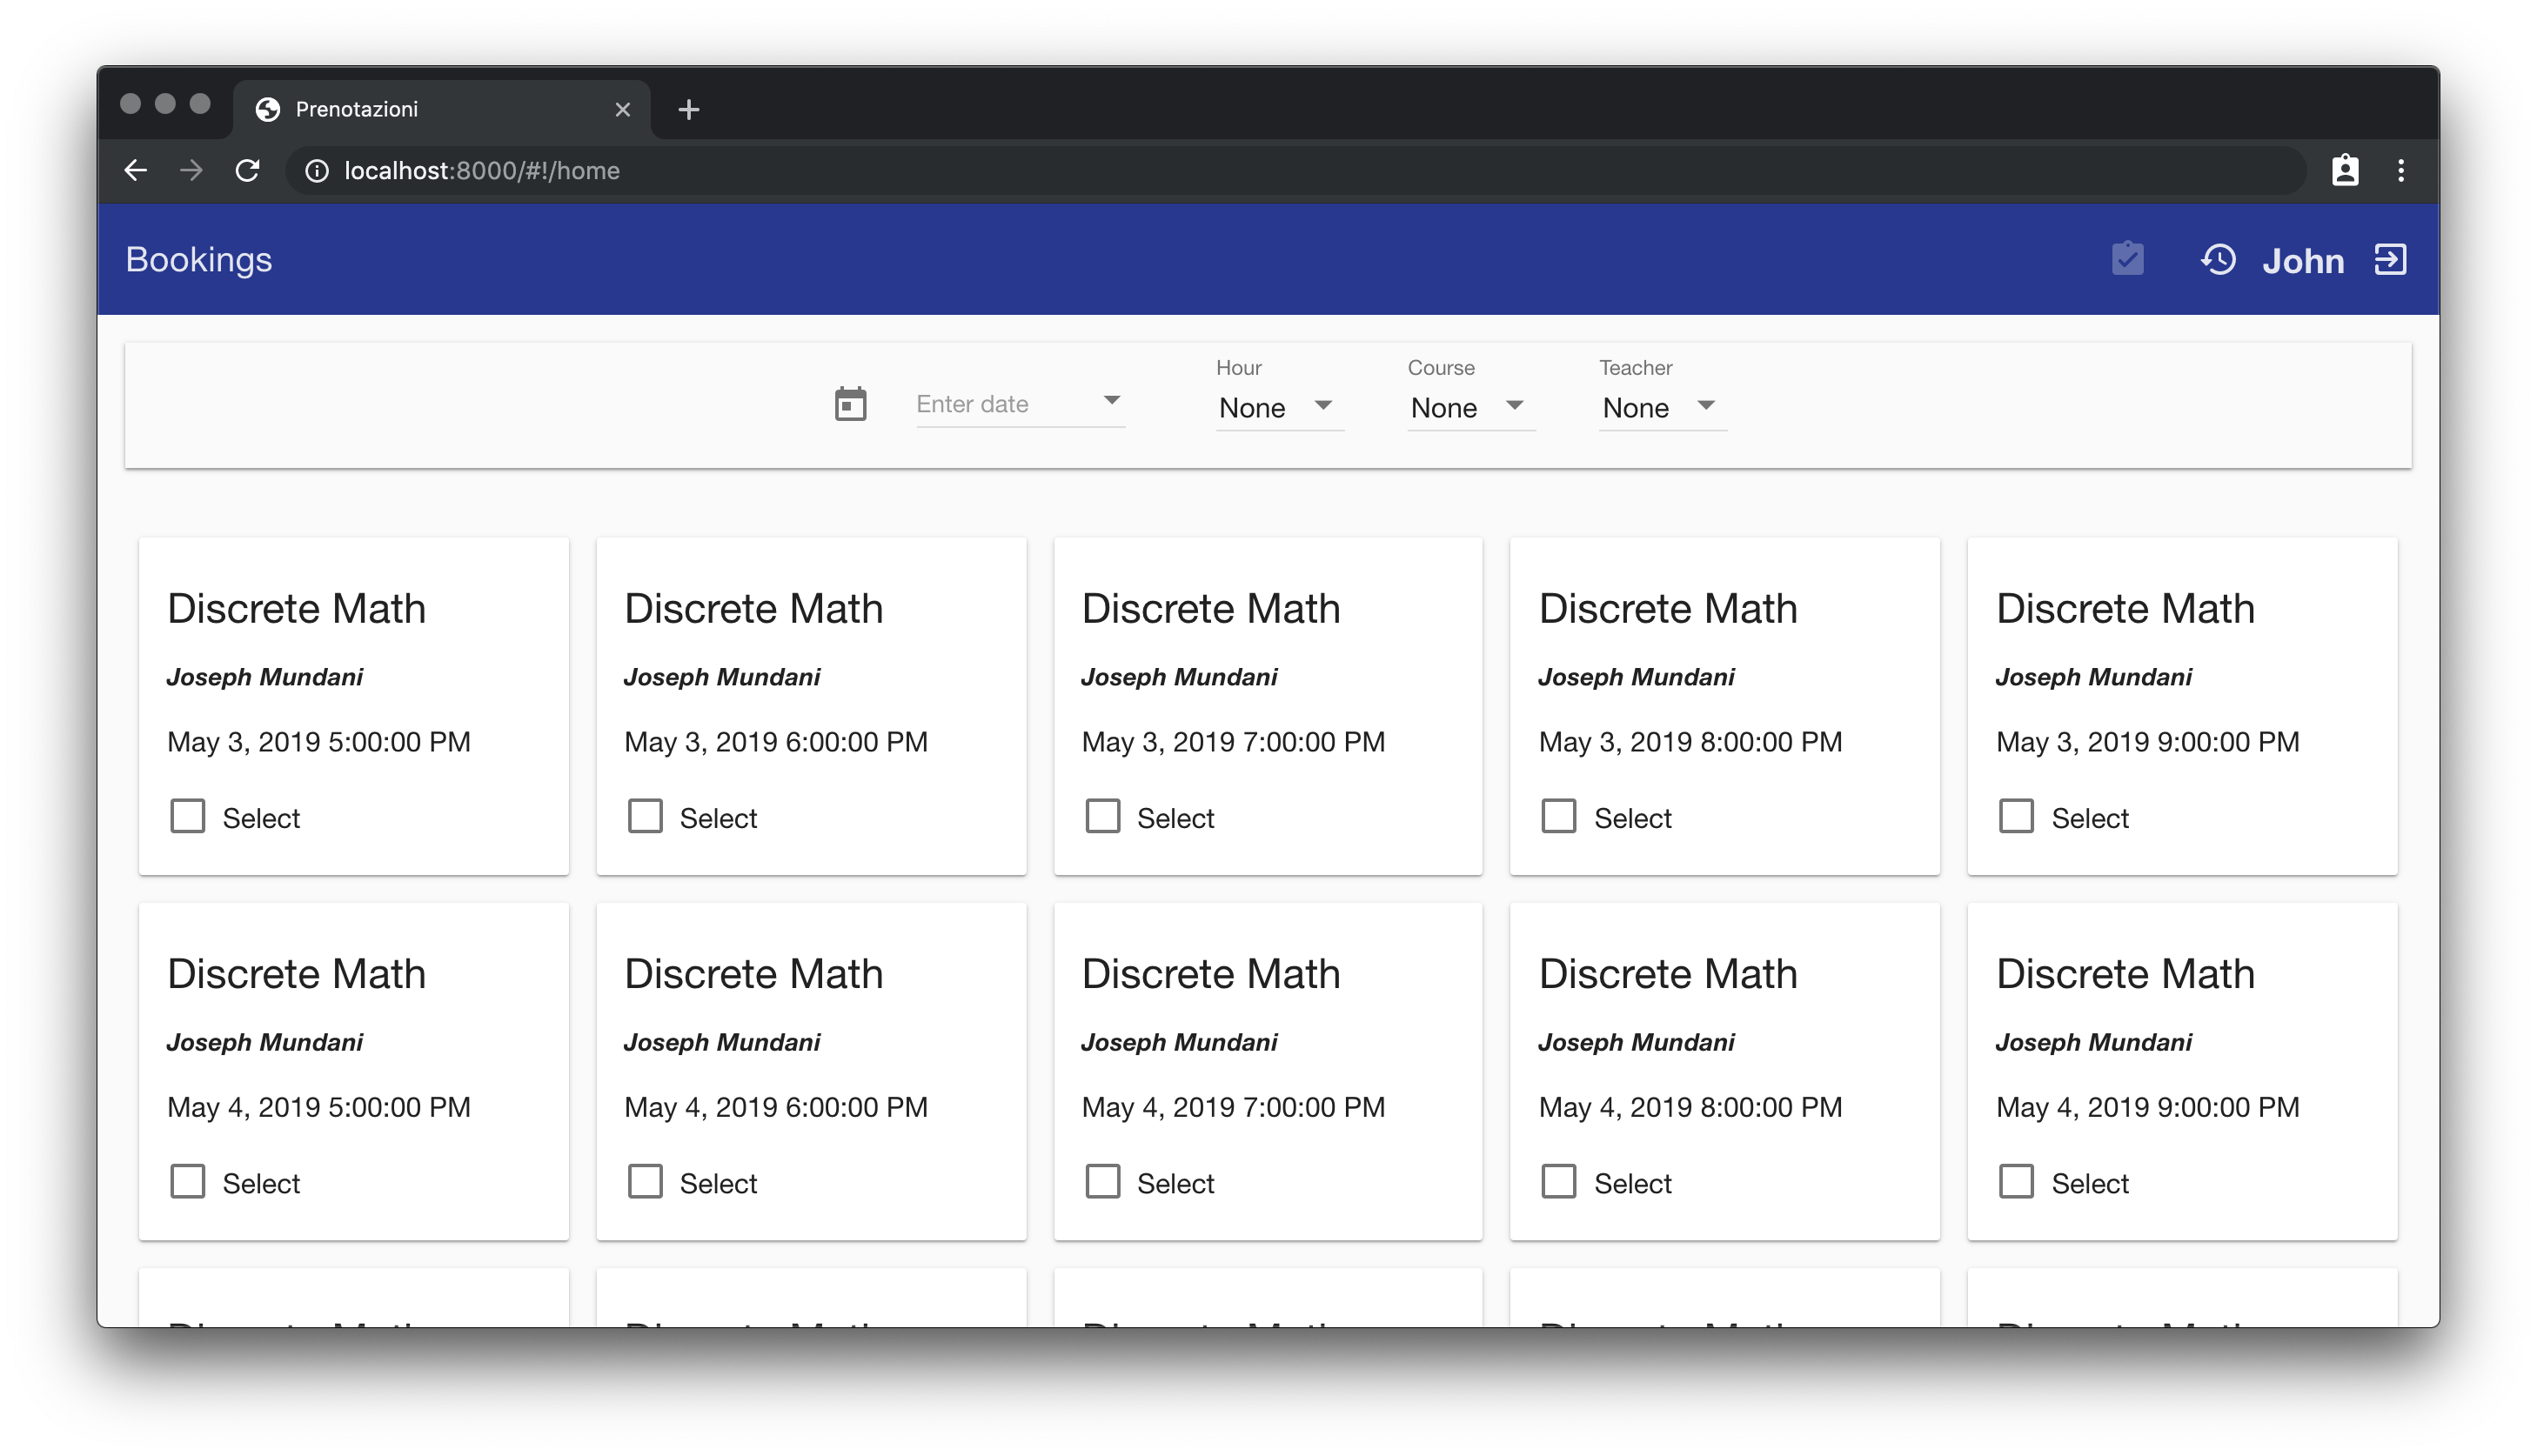 Prenotazioni
localhost:8000/#!/home
Bookings John
Hour Course Teacher
Enter date None None None
Discrete Math Discrete Math Discrete Math Discrete Math Discrete Math
Joseph Mundani Joseph Mundani Joseph Mundani Joseph Mundani Joseph Mundani
May 3, 2019 5:00:00 PM May 3, 2019 6:00:00 PM May 3, 2019 7:00:00 PM May 3, 2019 8:00:00 PM May 3, 2019 9:00:00 PM
Select Select Select Select Select
Discrete Math Discrete Math Discrete Math Discrete Math Discrete Math
Joseph Mundani Joseph Mundani Joseph Mundani Joseph Mundani Joseph Mundani
May 4, 2019 5:00:00 PM May 4, 2019 6:00:00 PM May 4, 2019 7:00:00 PM May 4, 2019 8:00:00 PM May 4, 2019 9:00:00 PM
Select Select Select Select Select